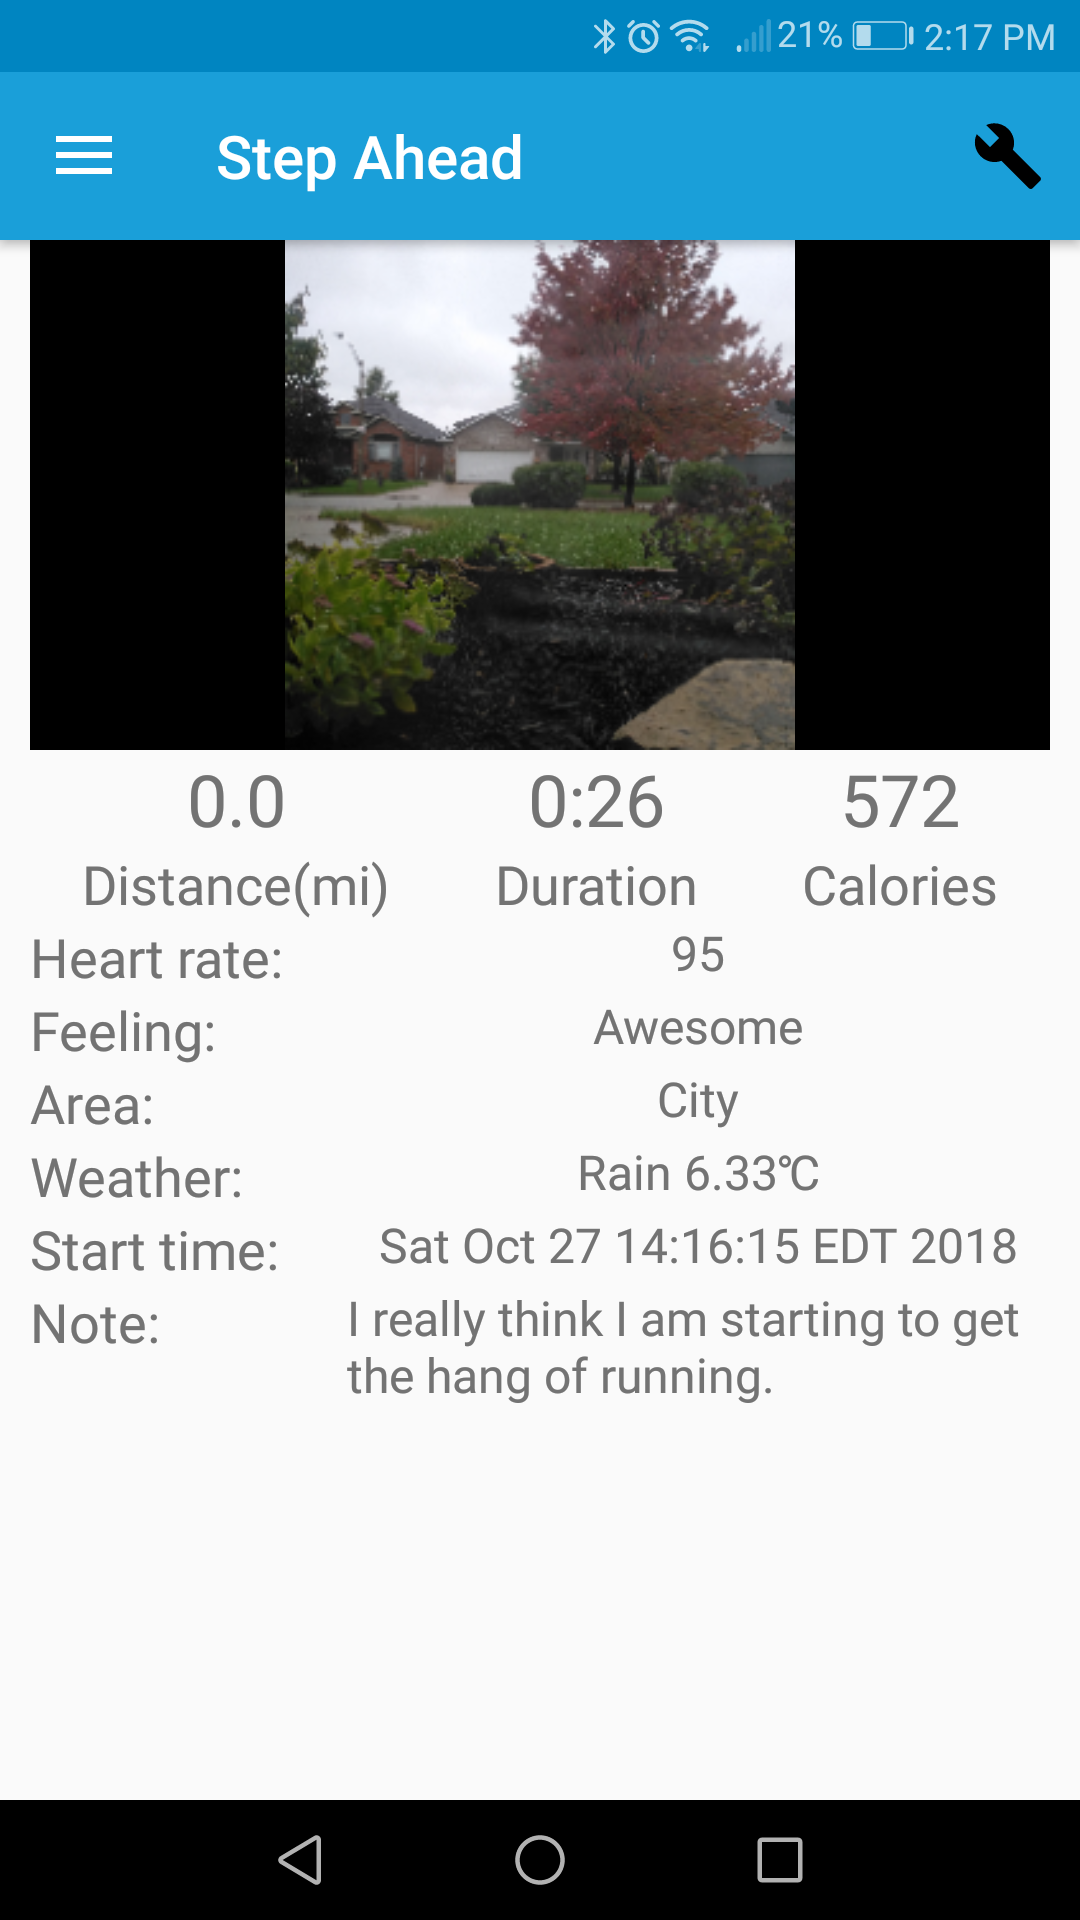 21% 2:17 PM
Step Ahead
0.0 0:26 572
Distance(mi) Duration Calories
Heart rate: 95
Feeling: Awesome
Area: City
Weather: Rain 6.33℃
Start time: Sat Oct 27 14:16:15 EDT 2018
Note: I really think I am starting to get
the hang of running.